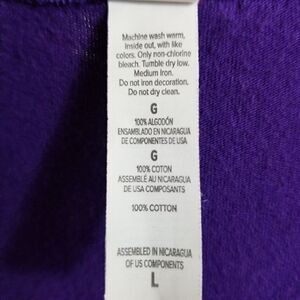 Machine wash warm,
inside out, with like
colors. Only non-chlorine
bleach. Tumble dry low.
Medium Iron.
Do not iron decoration.
Do not dry clean.
G
100% ALGODÓN
ENSAMBLADO EN NICARAGUA
DE COMPONENTES DE USA
G
100% COTON
ASSEMBLÉ AU NICARAGUA
DE USA COMPOSANTS
100% COTTON
ASSEMBLED IN NICARAGUA
OF US COMPONENTS
L